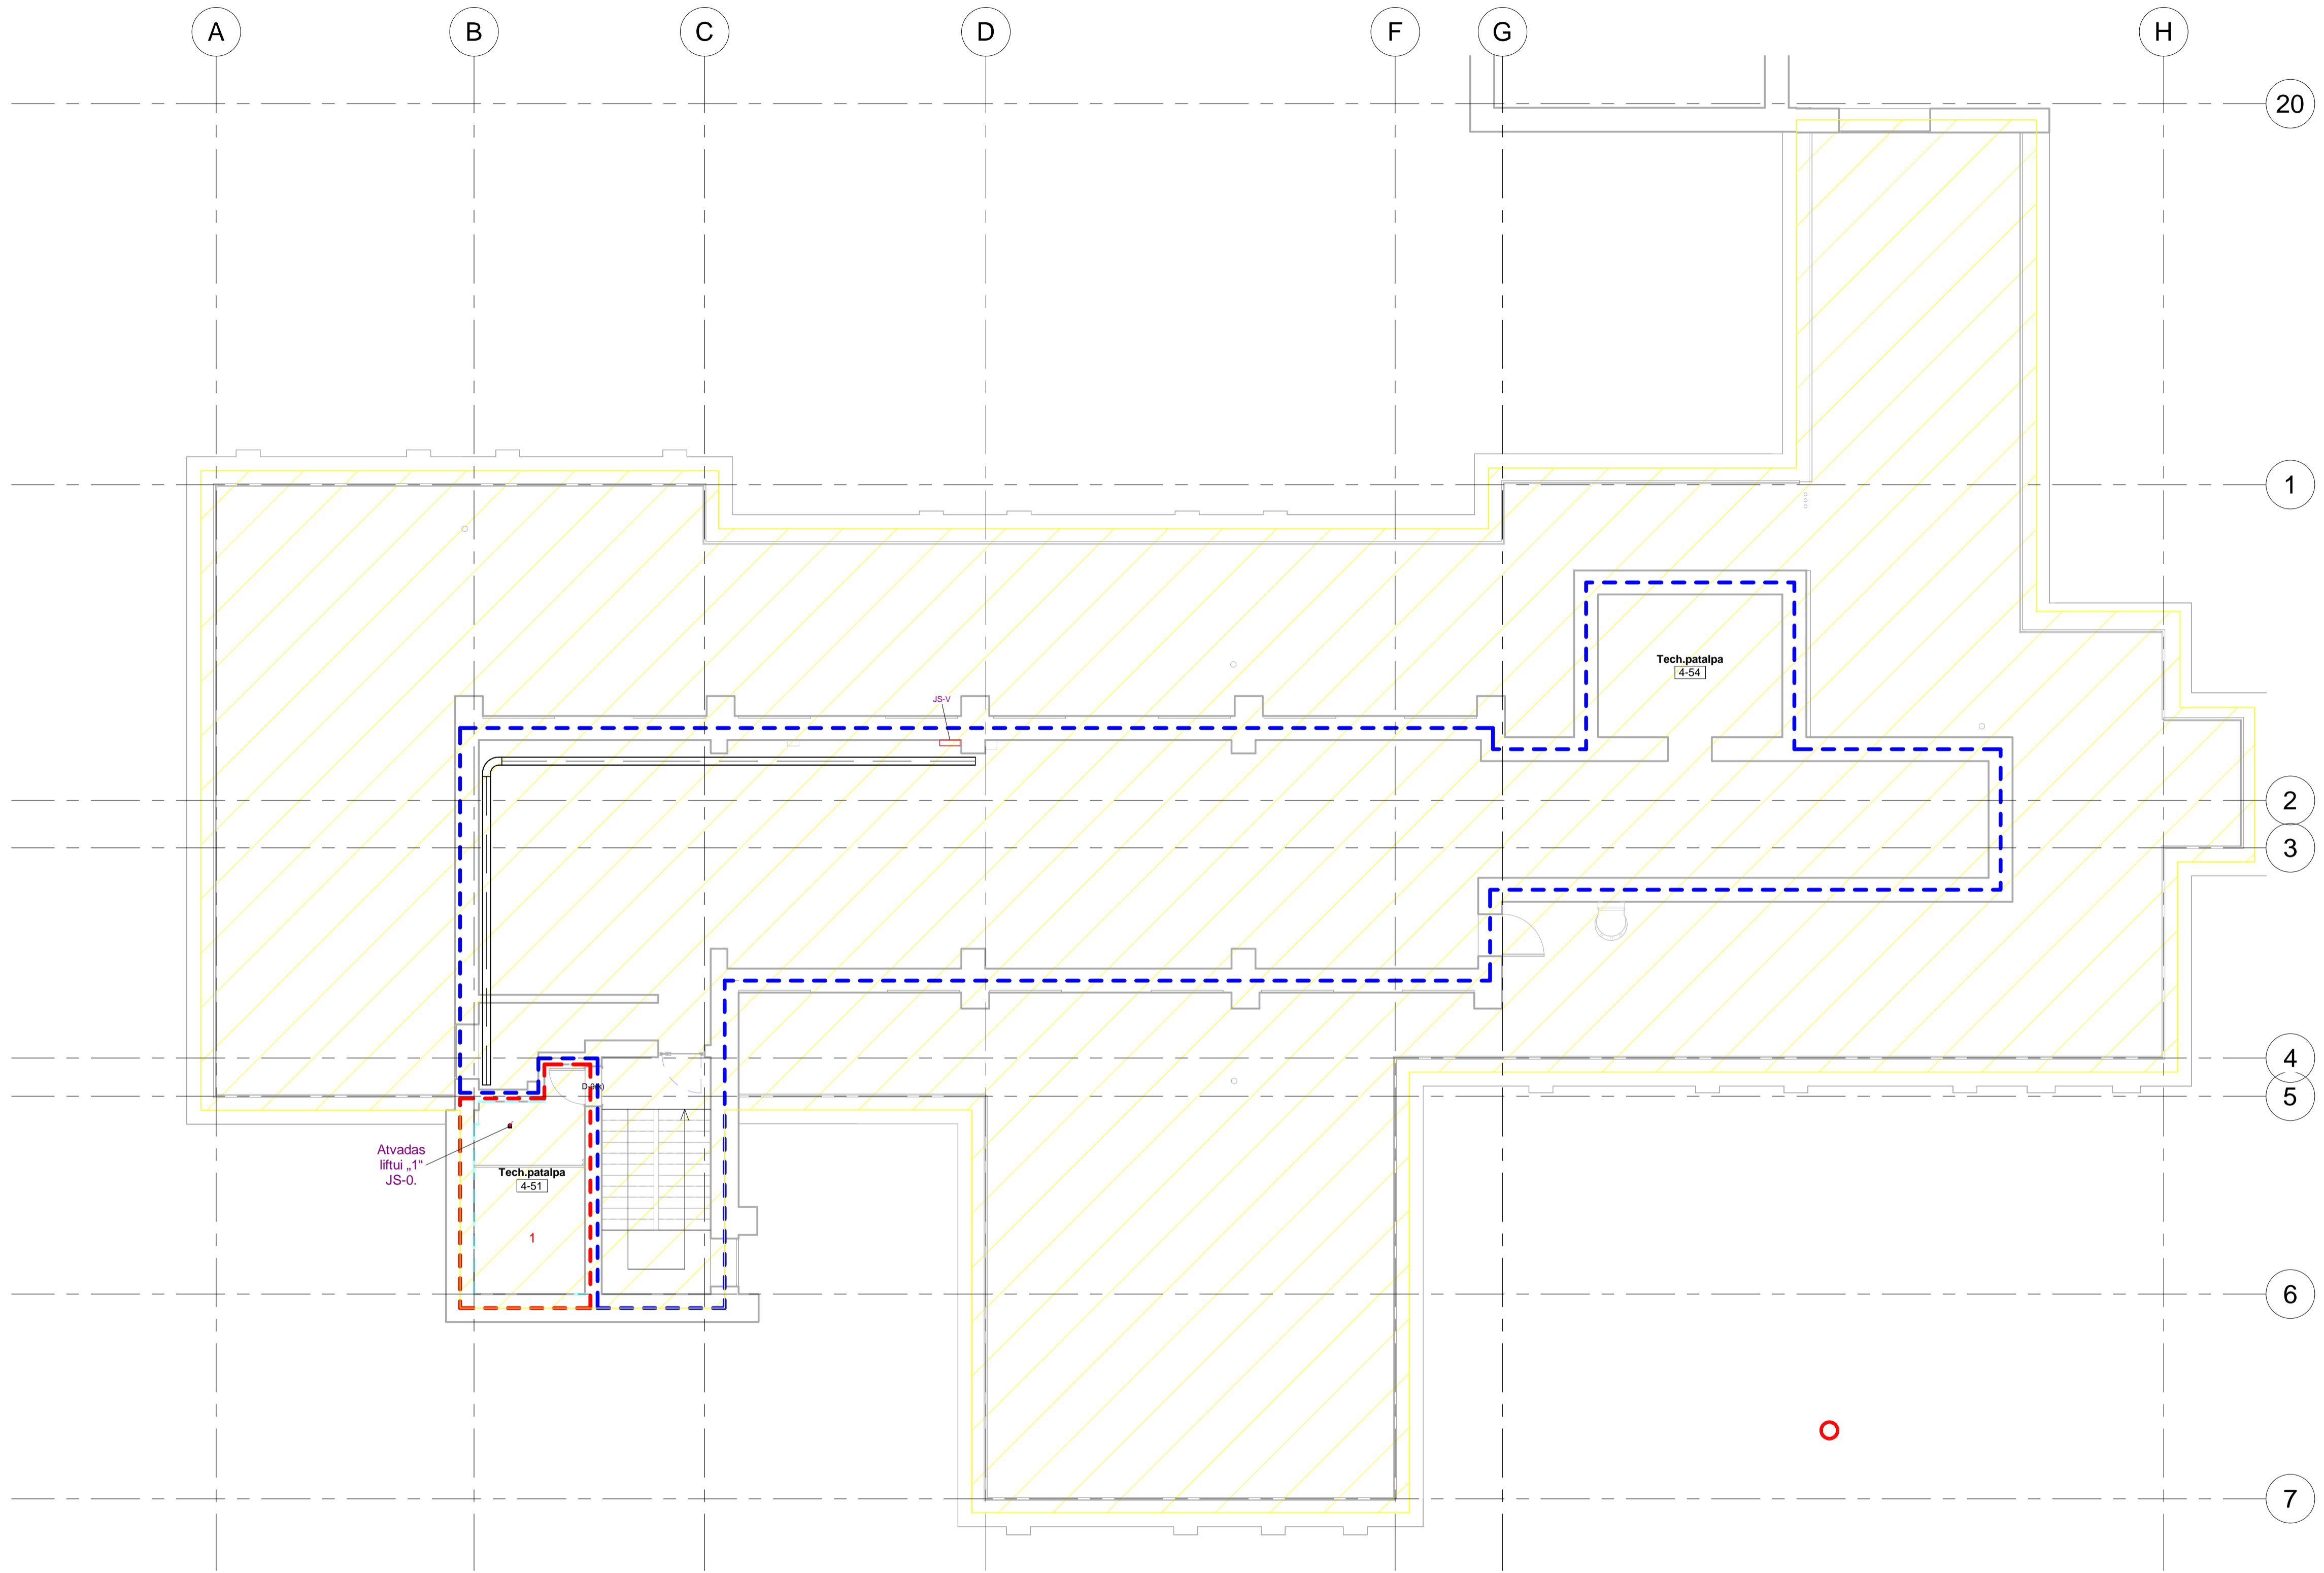 A
B
C
D
F
G
H
20
1
Tech.patalpa
4-54
JS-V
2
3
4
5
Atvadas
liftui „1“
JS-0.
Tech.patalpa
4-51
1
6
7